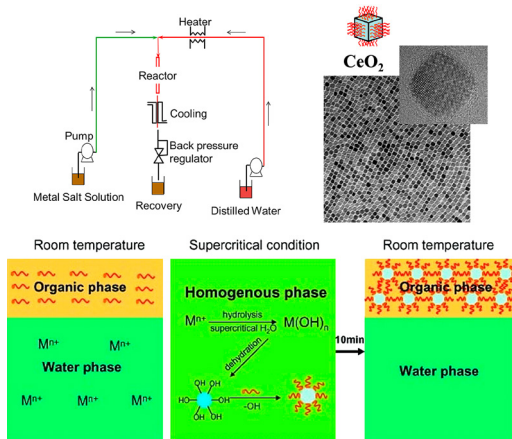 Heater
Reactor
Cooling
Pump
Back pressure
regulator
Metal Salt Solution
Recovery
Distilled Water
CeO2
Room temperature
Organic phase
Mn+
Mn+
Water phase
Mn+
Mn+
Mn+
Supercritical condition
Homogenous phase
Mn+
hydrolysis
supercritical H2O
M(OH)n
dehydration
OH
OH
OH
HO
OH
OH
OH
-OH
10min
Room temperature
Organic phase
Water phase